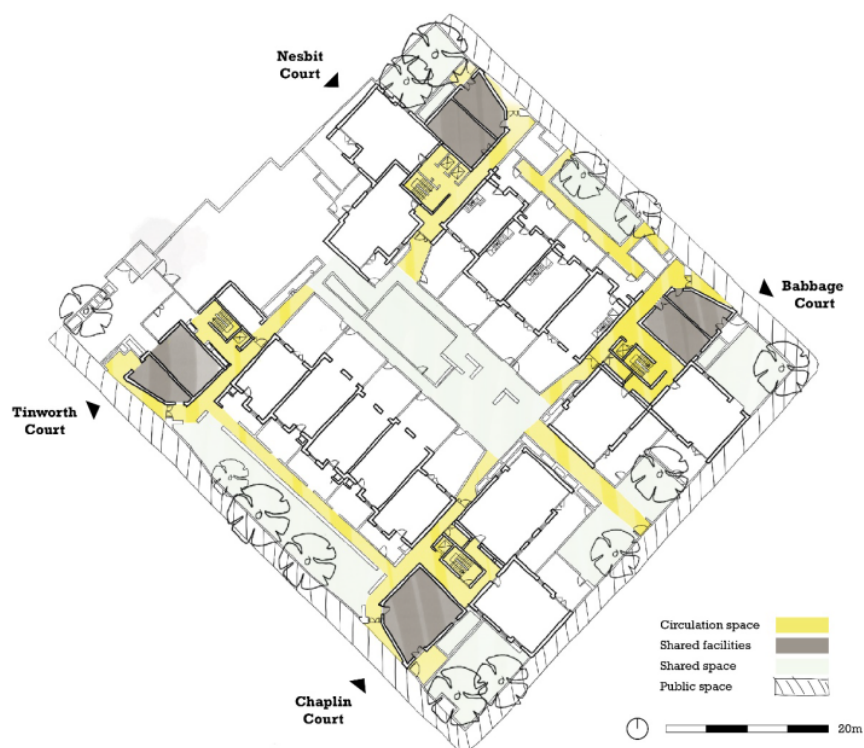 Nesbit
Court
Babbage
Court
Tinworth
Court
Chaplin
Court
Circulation space
Shared facilities
Shared space
Public space
20m